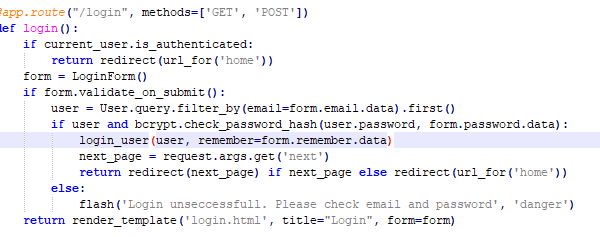 @app.route("/login", methods=['GET', 'POST'])
def login():
    if current_user.is_authenticated:
        return redirect(url_for('home'))
    form = LoginForm()
    if form.validate_on_submit():
        user = User.query.filter_by(email=form.email.data).first()
        if user and bcrypt.check_password_hash(user.password, form.password.data):
            login_user(user, remember=form.remember.data)
            next_page = request.args.get('next')
            return redirect(next_page) if next_page else redirect(url_for('home'))
        else:
            flash('Login unseccessfull. Please check email and password', 'danger')
    return render_template('login.html', title="Login", form=form)